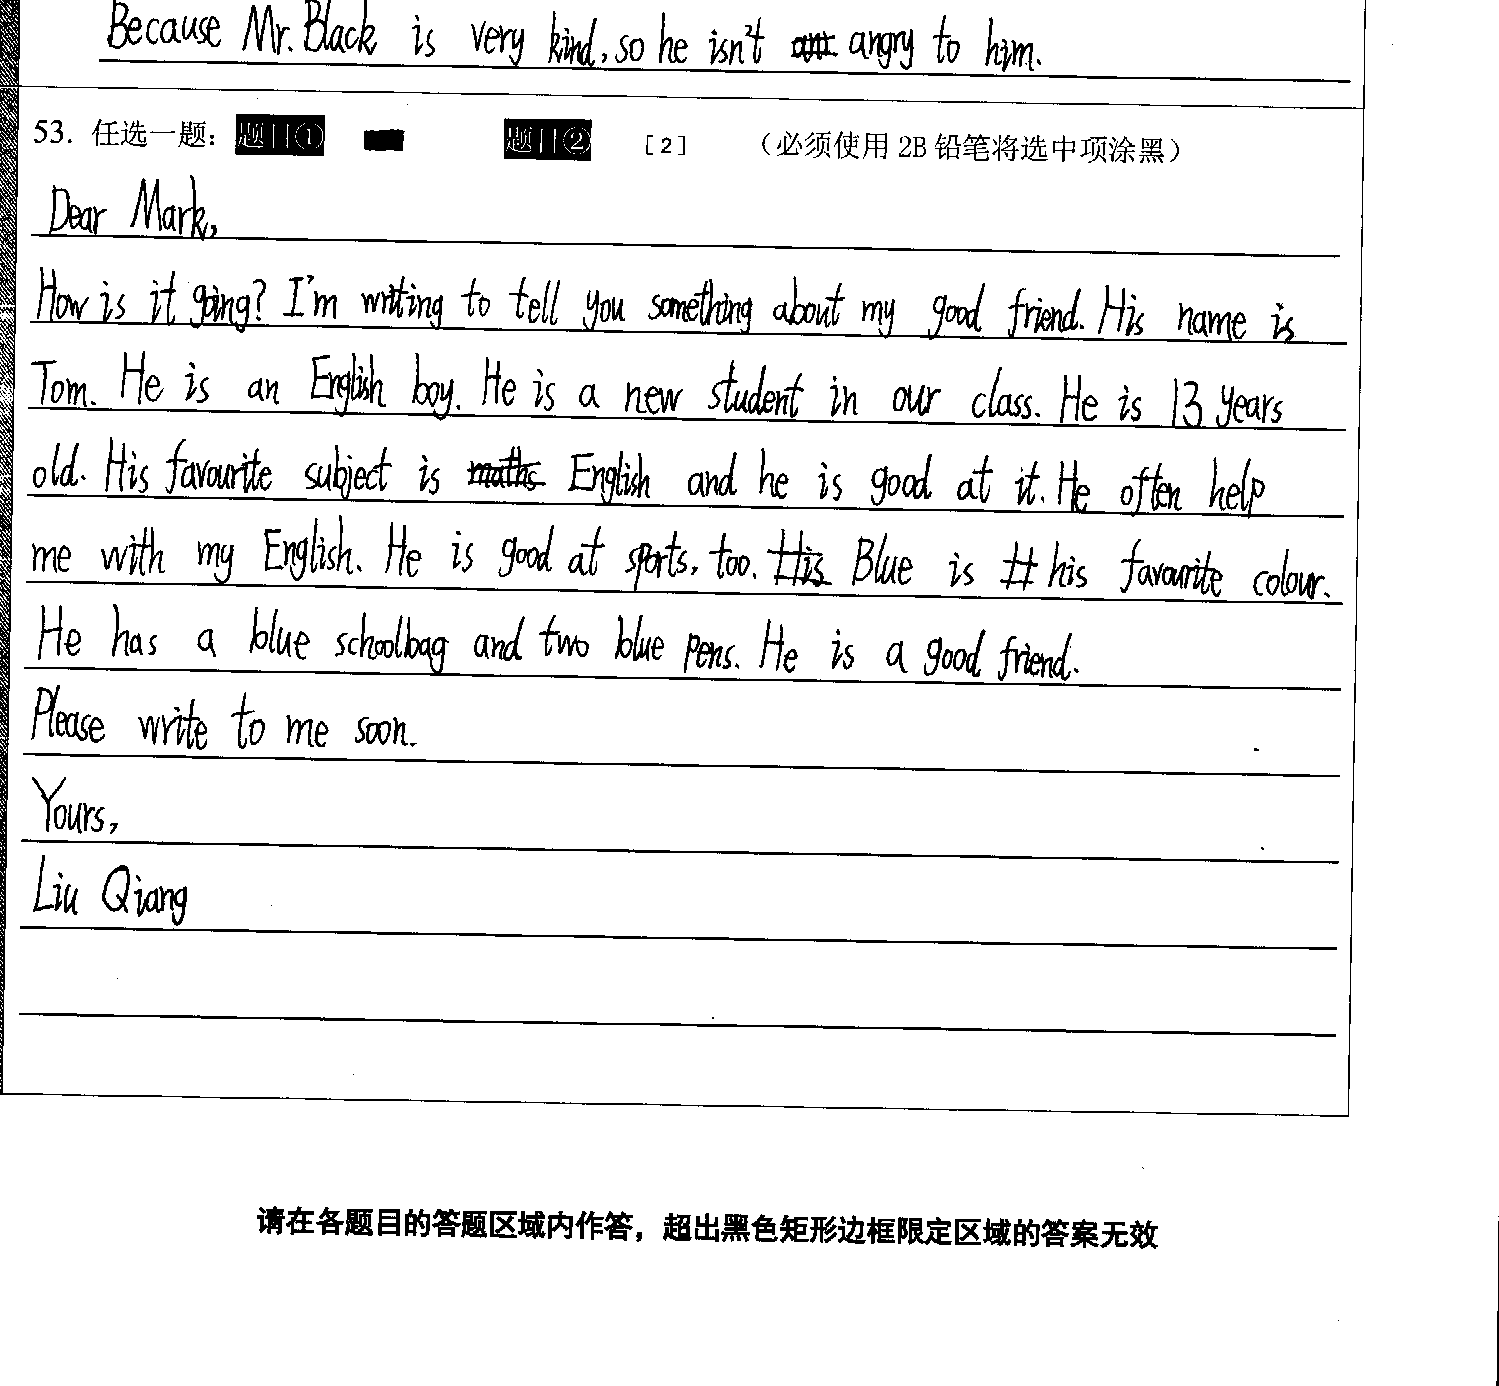 Because Mr. Black is very kind, so he isn't angry to him.
53. 任选一题： 题目① 题目② [2] （必须使用 2B 铅笔将选中项涂黑）
Dear Mark,
How is it going? I'm writing to tell you something about my good friend. His name is
Tom. He is an English boy. He is a new student in our class. He is 13 years
old. His favourite subject is maths English and he is good at it. He often help
me with my English. He is good at sports, too. His Blue is his favourite colour.
He has a blue schoolbag and two blue pens. He is a good friend.
Please write to me soon.
Yours,
Liu Qiang
请在各题目的答题区域内作答，超出黑色矩形边框限定区域的答案无效